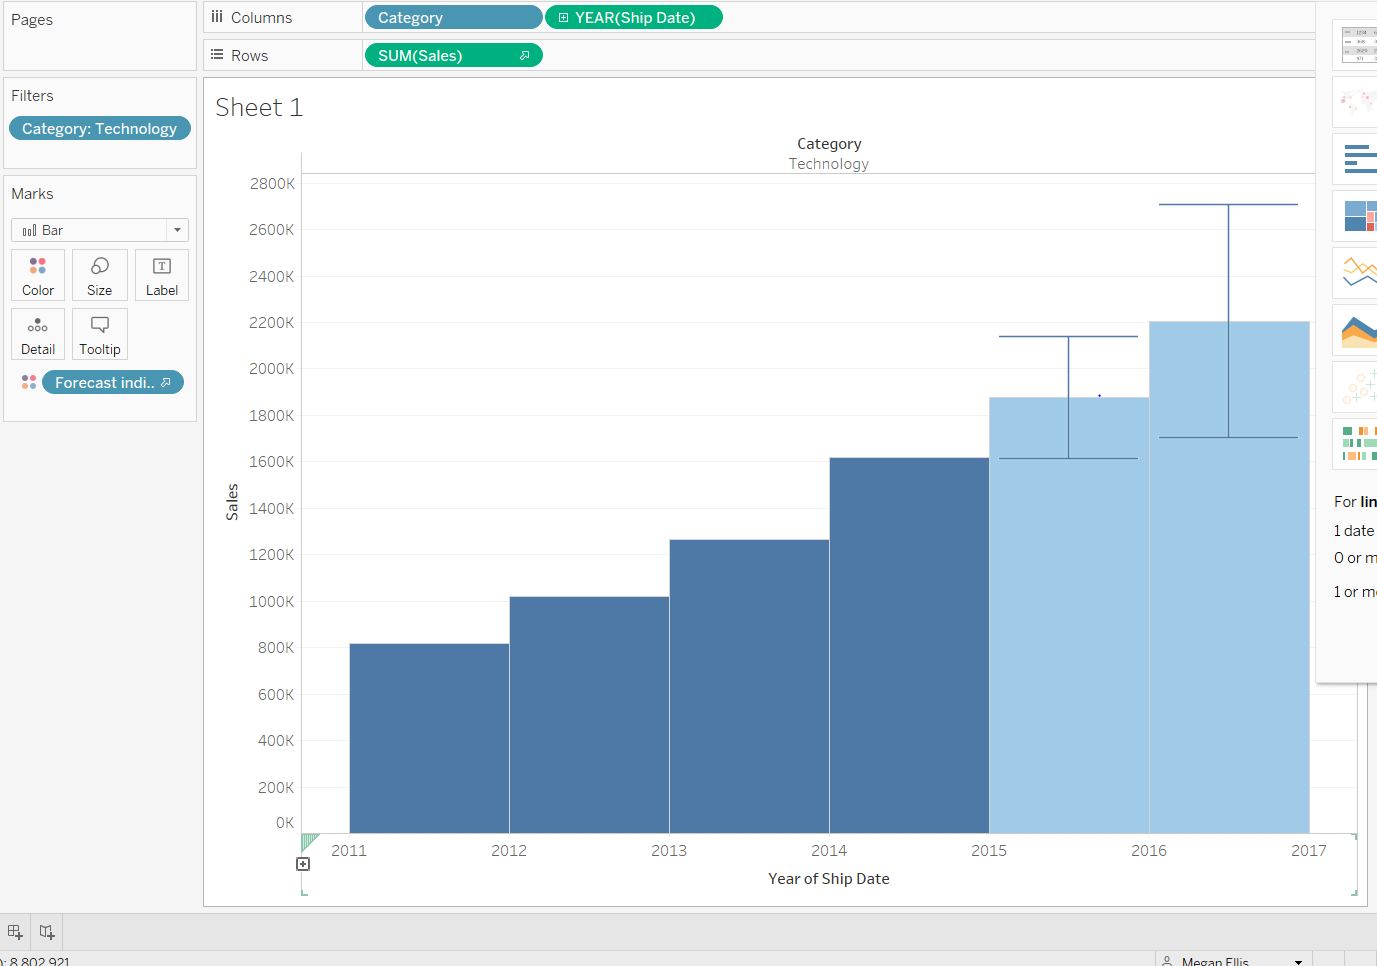 Pages
Columns
Category
YEAR(Ship Date)
Rows
SUM(Sales)
Filters
Category: Technology
Marks
Bar
Color
Size
Label
Detail
Tooltip
Forecast indi..
Sheet 1
Category
Technology
2800K
2600K
2400K
2200K
2000K
1800K
1600K
1400K
1200K
1000K
800K
600K
400K
200K
0K
Sales
2011
2012
2013
2014
2015
2016
2017
Year of Ship Date
For lin
1 date
0 or m
1 or mo
): 8,802,921
Megan Ellis